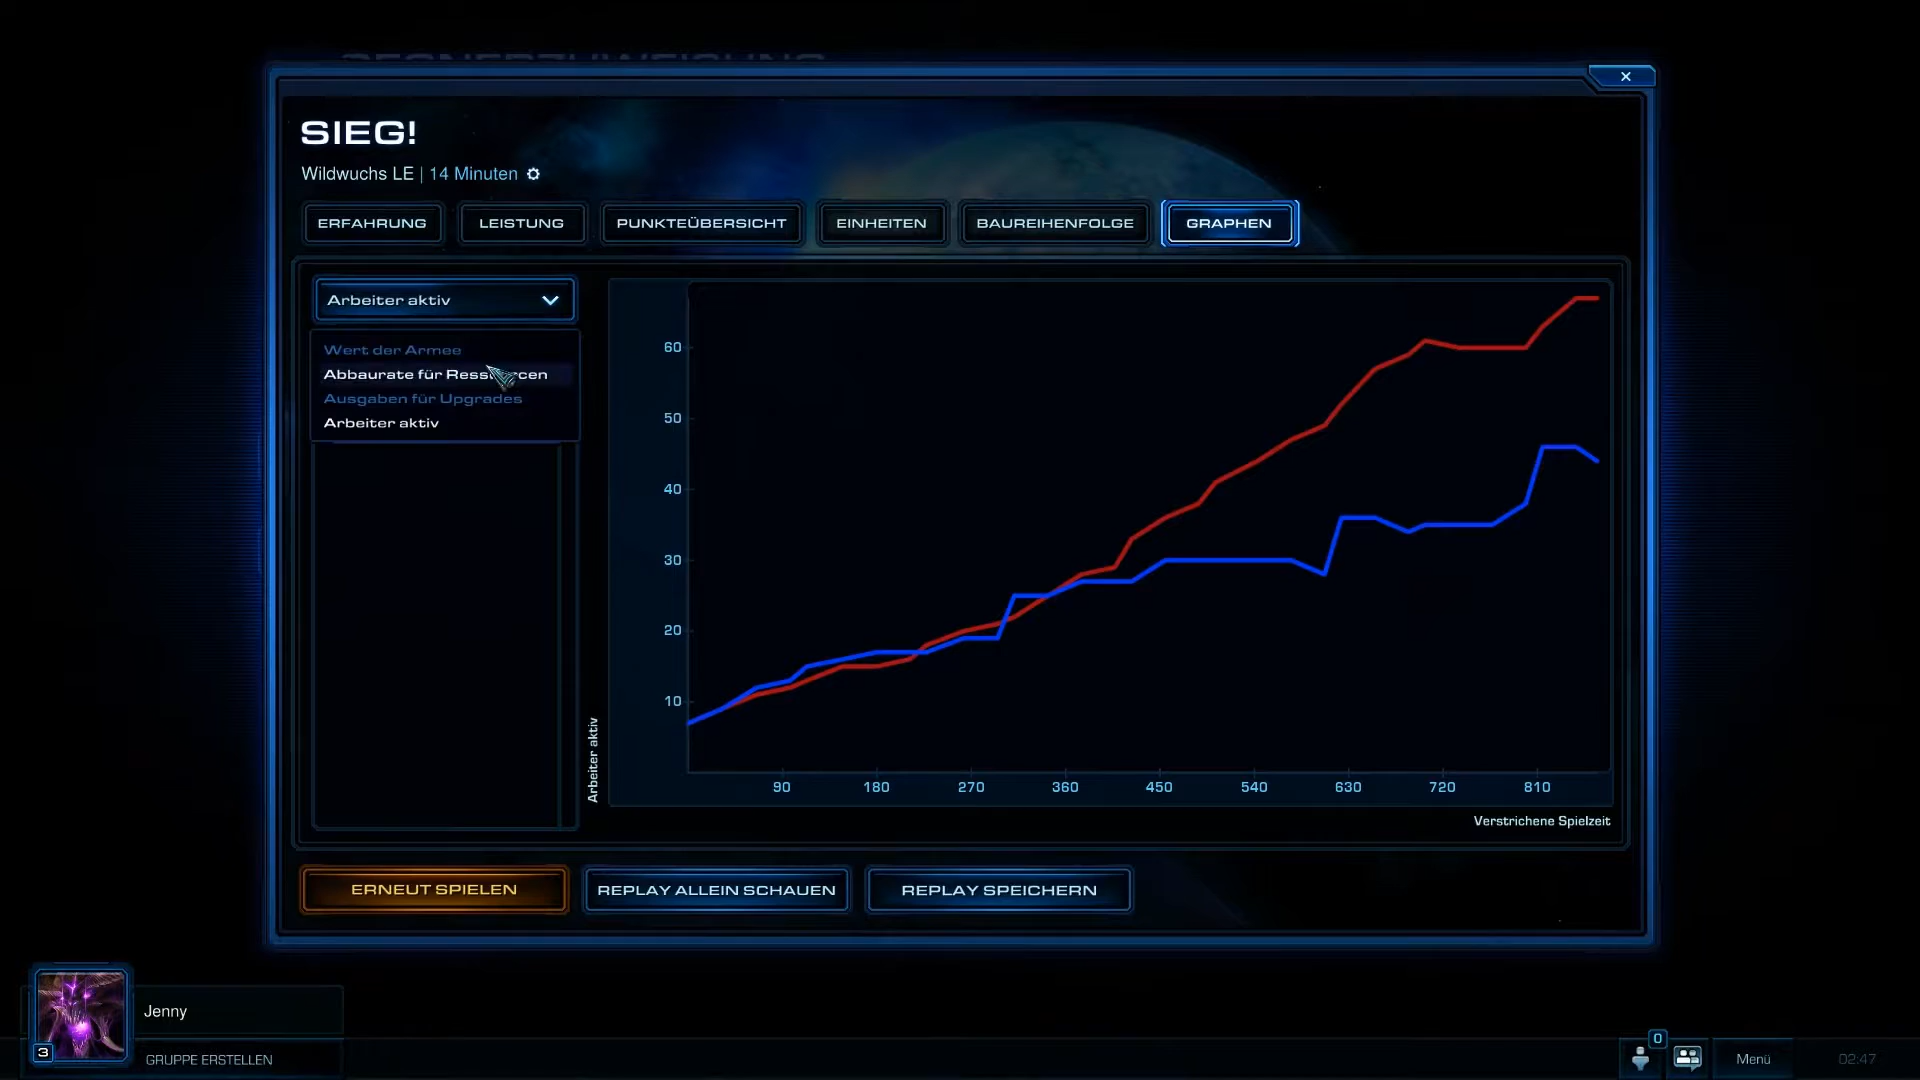 SIEG!
Wildwuchs LE | 14 Minuten
ERFAHRUNG
LEISTUNG
PUNKTEÜBERSICHT
EINHEITEN
BAUREIHENFOLGE
GRAPHEN
Arbeiter aktiv
Wert der Armee
Abbaurate für
Ausgaben für Upgrades
Arbeiter aktiv
60
50
40
30
20
10
Arbeiter aktiv
90
180
270
360
450
540
630
720
810
Verstrichene Spielzeit
ERNEUT SPIELEN
REPLAY ALLEIN SCHAUEN
REPLAY SPEICHERN
Jenny
3
GRUPPE ERSTELLEN
0
Menü
02:47